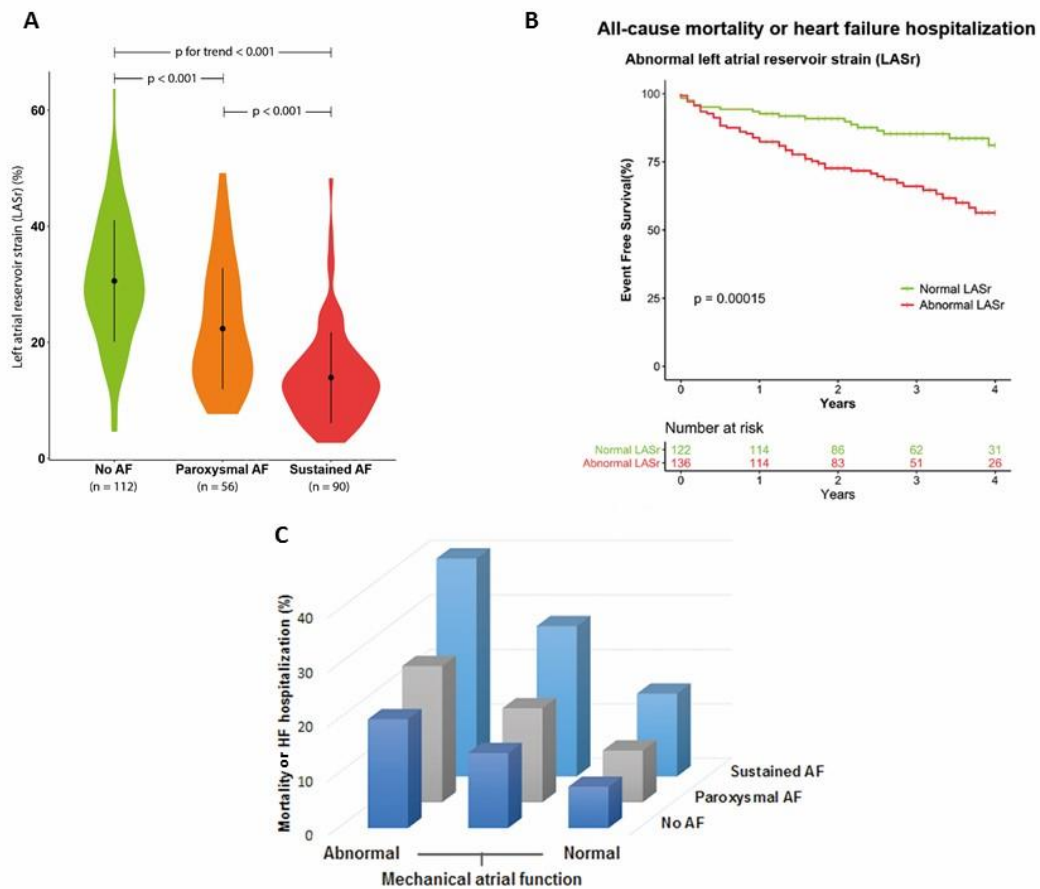 A
p for trend < 0.001
p < 0.001
p < 0.001
Left atrial reservoir strain (LASr) (%)
60
40
20
0
No AF
(n = 112)
Paroxysmal AF
(n = 56)
Sustained AF
(n = 90)
B
All-cause mortality or heart failure hospitalization
Abnormal left atrial reservoir strain (LASr)
Event Free Survival(%)
100
75
50
25
0
p = 0.00015
Normal LASr
Abnormal LASr
0 1 2 3 4
Years
Number at risk
Normal LASr 122 114 86 62 31
Abnormal LASr 136 114 83 51 26
0 1 2 3 4
Years
C
Mortality or HF hospitalization (%)
40
30
20
10
0
Sustained AF
Paroxysmal AF
No AF
Abnormal Normal
Mechanical atrial function